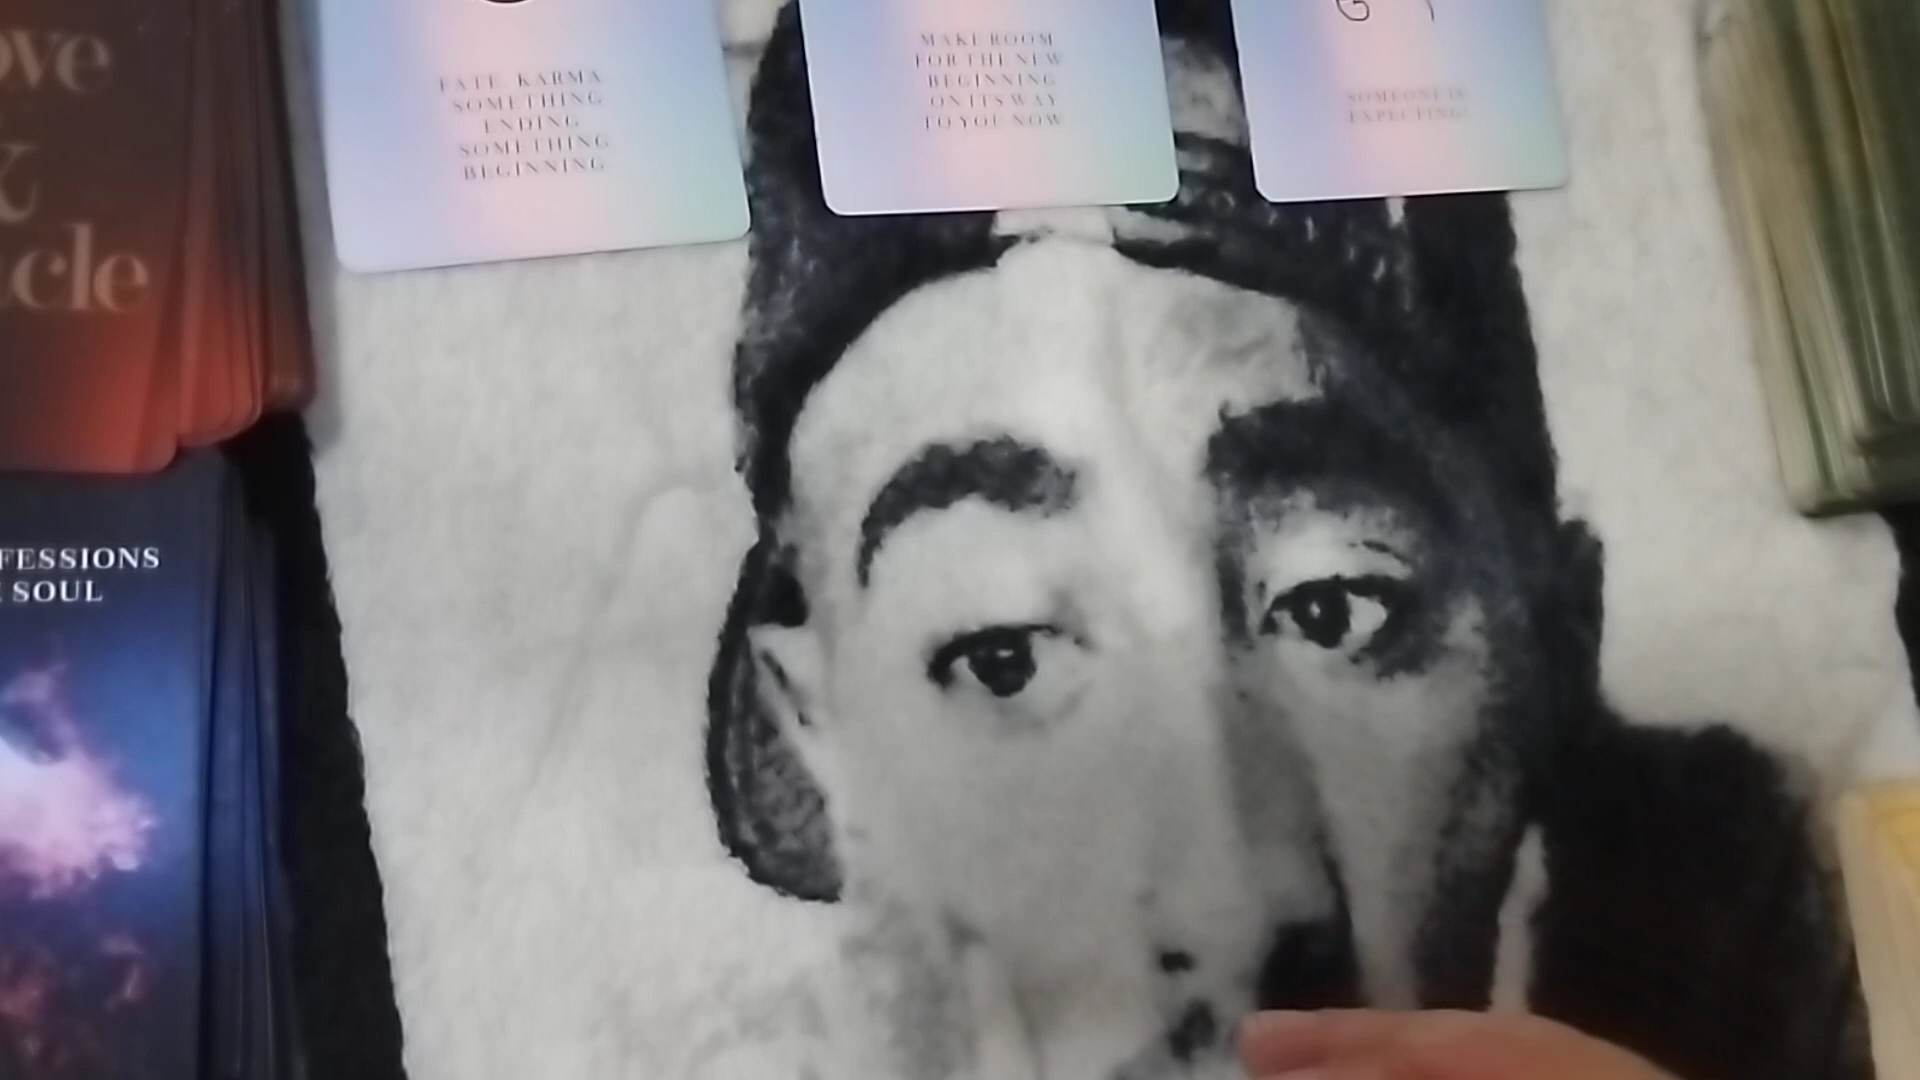 FATE KARMA
SOMETHING
ENDING
SOMETHING
BEGINNING
MAKE ROOM
FOR THE NEW
BEGINNING
ON ITS WAY
TO YOU NOW
SOMEONE IS
EXPECTING!
ove
&
acle
FESSIONS
SOUL